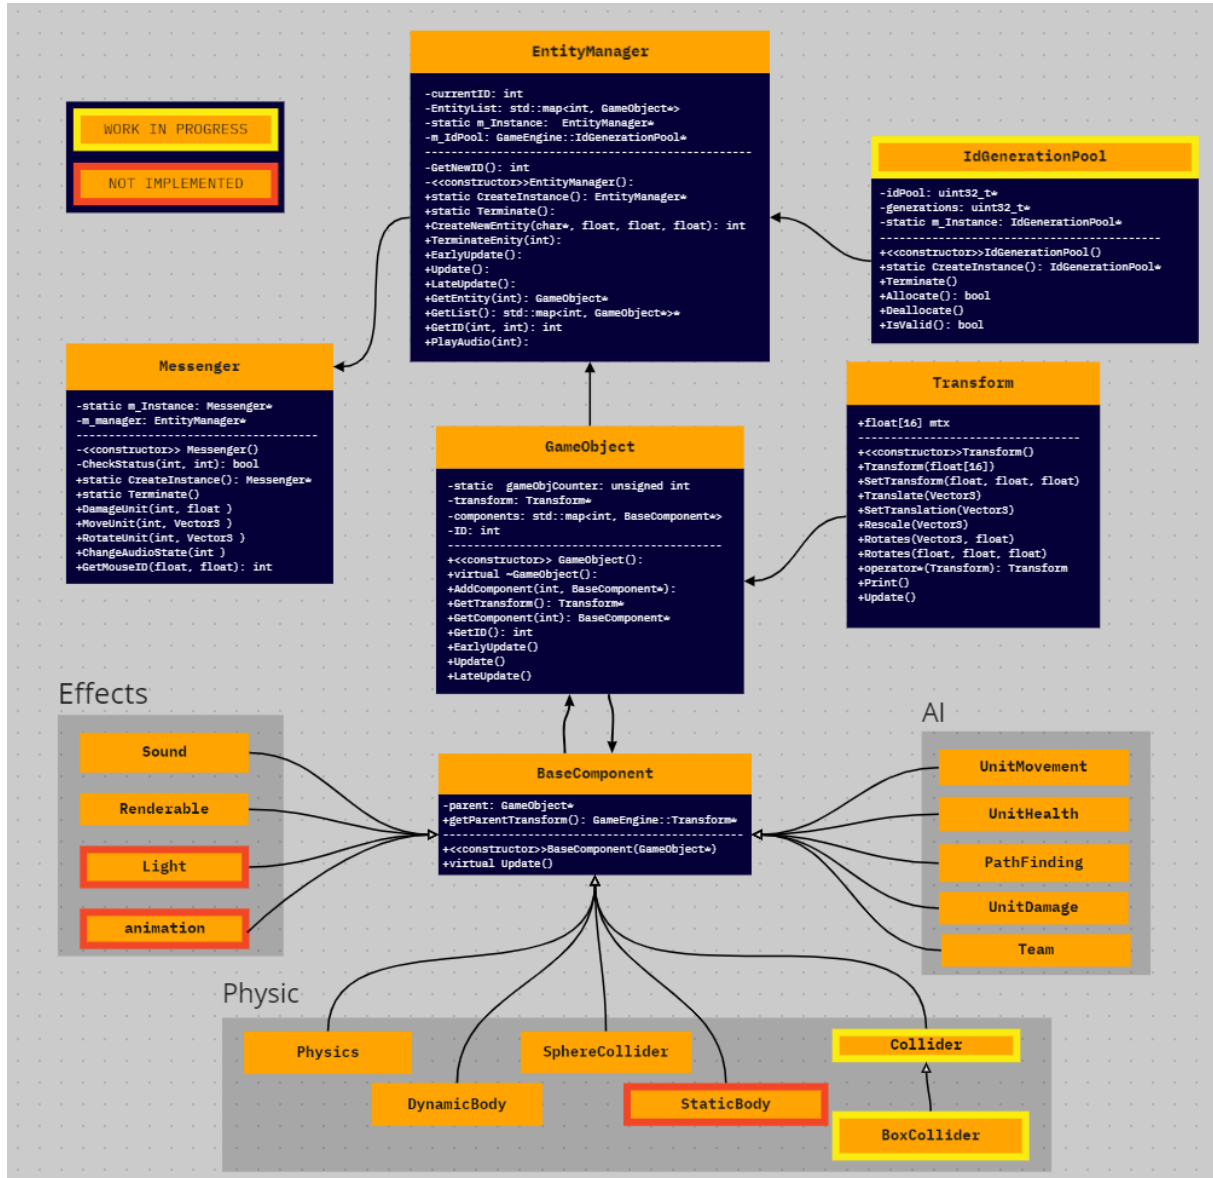 EntityManager
-currentID: int
-EntityList: std::map<int, GameObject*>
-static m_Instance:  EntityManager*
-m_IdPool: GameEngine::IdGenerationPool*
--------------------------------------------------
-GetNewID(): int
-<<constructor>>EntityManager():
+static CreateInstance(): EntityManager*
+static Terminate():
+CreateNewEntity(char*, float, float, float): int
+TerminateEnity(int):
+EarlyUpdate():
+Update():
+LateUpdate():
+GetEntity(int): GameObject*
+GetList(): std::map<int, GameObject*>*
+GetID(int, int): int
+PlayAudio(int):
WORK IN PROGRESS
NOT IMPLEMENTED
IdGenerationPool
-idPool: uint32_t*
-generations: uint32_t*
-static m_Instance: IdGenerationPool*
-------------------------------------------
+<<constructor>>IdGenerationPool()
+static CreateInstance(): IdGenerationPool*
+Terminate()
+Allocate(): bool
+Deallocate()
+IsValid(): bool
Messenger
-static m_Instance: Messenger*
-m_manager: EntityManager*
-------------------------------------
-<<constructor>> Messenger()
-CheckStatus(int, int): bool
+static CreateInstance(): Messenger*
+static Terminate()
+DamageUnit(int, float )
+MoveUnit(int, Vector3 )
+RotateUnit(int, Vector3 )
+ChangeAudioState(int )
+GetMouseID(float, float): int
Transform
+float[16] mtx
----------------------------------
+<<constructor>>Transform()
+Transform(float[16])
+SetTransform(float, float, float)
+Translate(Vector3)
+SetTranslation(Vector3)
+Rescale(Vector3)
+Rotates(Vector3, float)
+Rotates(float, float, float)
+operator*(Transform): Transform
+Print()
+Update()
GameObject
-static  gameObjCounter: unsigned int
-transform: Transform*
-components: std::map<int, BaseComponent*>
-ID: int
------------------------------------------
+<<constructor>> GameObject():
+virtual ~GameObject():
+AddComponent(int, BaseComponent*):
+GetTransform(): Transform*
+GetComponent(int): BaseComponent*
+GetID(): int
+EarlyUpdate()
+Update()
+LateUpdate()
Effects
Sound
Renderable
Light
animation
BaseComponent
-parent: GameObject*
+getParentTransform(): GameEngine::Transform*
----------------------------------------------
+<<constructor>>BaseComponent(GameObject*)
+virtual Update()
AI
UnitMovement
UnitHealth
PathFinding
UnitDamage
Team
Physic
Physics
DynamicBody
SphereCollider
StaticBody
Collider
BoxCollider